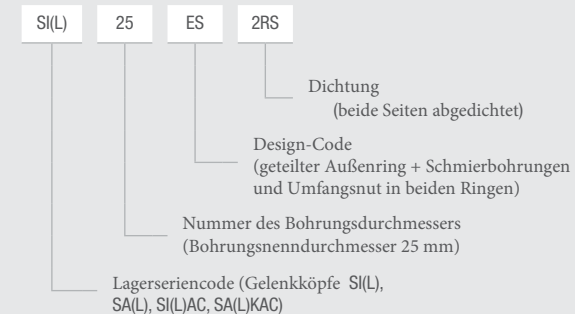 SI(L) 25 ES 2RS
Dichtung
(beide Seiten abgedichtet)
Design-Code
(geteilter Außenring + Schmierbohrungen
und Umfangsnut in beiden Ringen)
Nummer des Bohrungsdurchmessers
(Bohrungsnenndurchmesser 25 mm)
Lagerseriencode (Gelenkköpfe SI(L),
SA(L), SI(L)AC, SA(L)KAC)